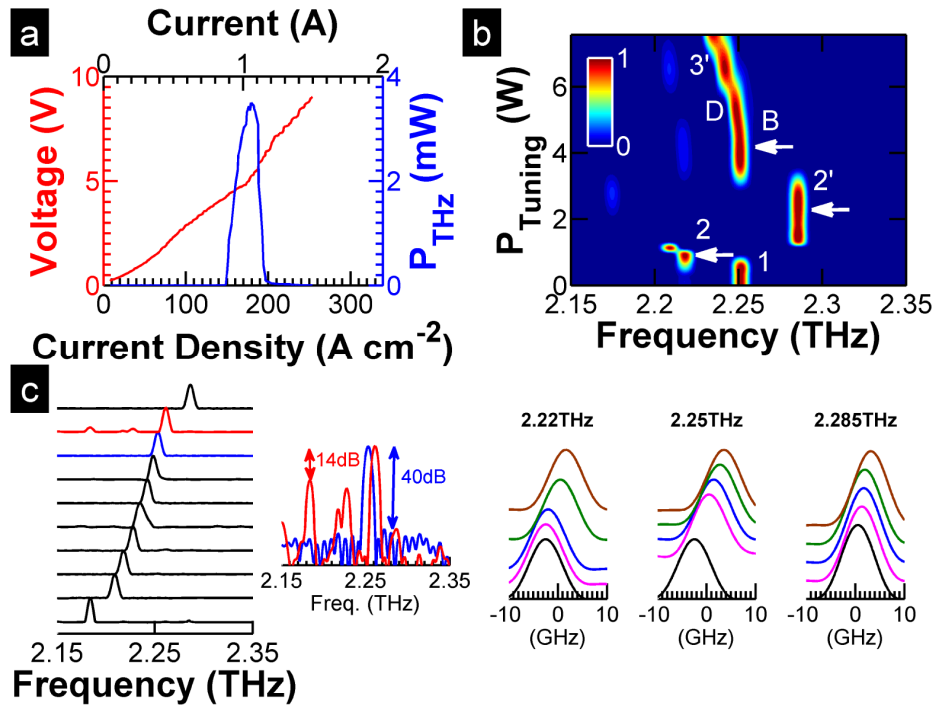 a
Current (A)
0 1 2
10
5
0
Voltage (V)
4
2
0
P_THz (mW)
0 100 200 300
Current Density (A cm-2)
b
P_Tuning (W)
6
4
2
0
1
0
3'
D
B
2'
2
1
2.15 2.2 2.25 2.3 2.35
Frequency (THz)
c
2.15 2.25 2.35
Frequency (THz)
14dB
40dB
2.15 2.25 2.35
Freq. (THz)
2.22THz
2.25THz
2.285THz
-10 0 10
(GHz)
-10 0 10
(GHz)
-10 0 10
(GHz)